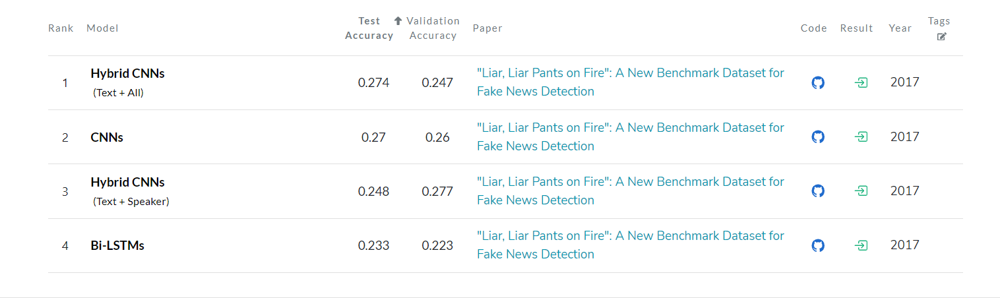 Rank Model Test Accuracy Validation Accuracy Paper Code Result Year Tags
1 Hybrid CNNs (Text + All) 0.274 0.247 "Liar, Liar Pants on Fire": A New Benchmark Dataset for Fake News Detection 2017
2 CNNs 0.27 0.26 "Liar, Liar Pants on Fire": A New Benchmark Dataset for Fake News Detection 2017
3 Hybrid CNNs (Text + Speaker) 0.248 0.277 "Liar, Liar Pants on Fire": A New Benchmark Dataset for Fake News Detection 2017
4 Bi-LSTMs 0.233 0.223 "Liar, Liar Pants on Fire": A New Benchmark Dataset for Fake News Detection 2017